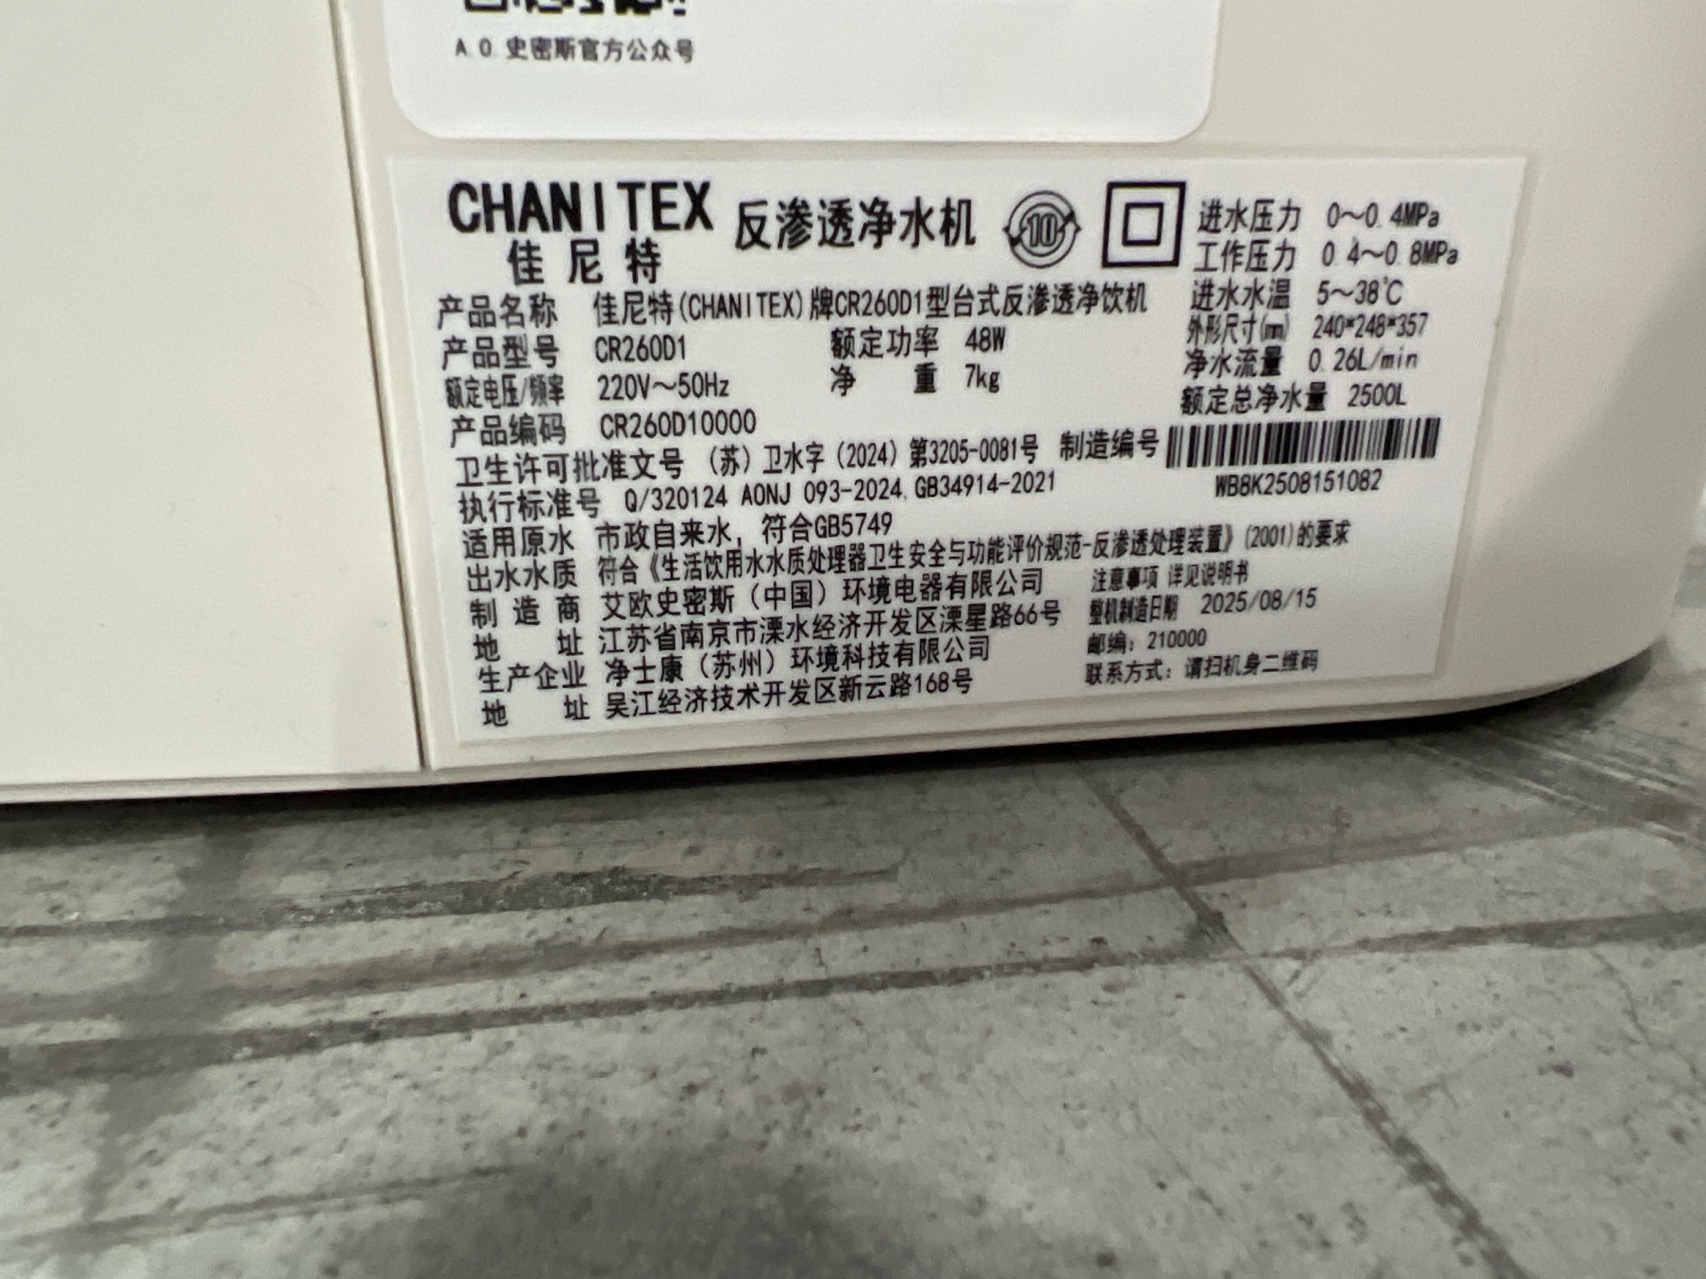 A.O.史密斯官方公众号
CHANITEX 反渗透净水机 10
佳尼特
产品名称 佳尼特(CHANITEX)牌CR260D1型台式反渗透净饮机
产品型号 CR260D1 额定功率 48W
额定电压/频率 220V～50Hz 净 重 7kg
产品编码 CR260D10000
卫生许可批准文号 (苏)卫水字(2024)第3205-0081号 制造编号
执行标准号 Q/320124 AONJ 093-2024,GB34914-2021
适用原水 市政自来水，符合GB5749
出水水质 符合《生活饮用水水质处理器卫生安全与功能评价规范-反渗透处理装置》(2001)的要求
制造商 艾欧史密斯（中国）环境电器有限公司
地 址 江苏省南京市溧水经济开发区溧星路66号
生产企业 净士康（苏州）环境科技有限公司
地 址 吴江经济技术开发区新云路168号
进水压力 0～0.4MPa
工作压力 0.4～0.8MPa
进水水温 5～38℃
外形尺寸(㎜) 240*248*357
净水流量 0.26L/min
额定总净水量 2500L
WB8K2508151082
注意事项 详见说明书
整机制造日期 2025/08/15
邮编：210000
联系方式：请扫机身二维码